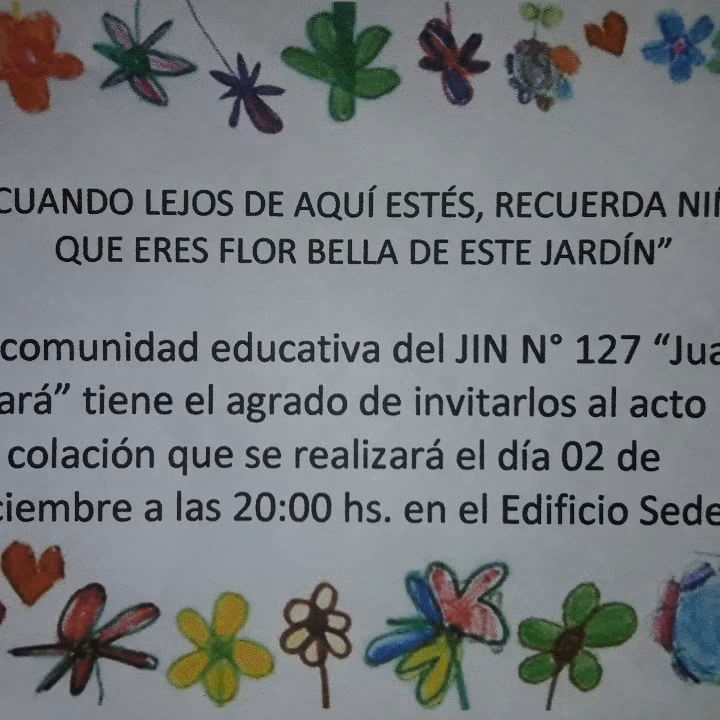 CUANDO LEJOS DE AQUÍ ESTÉS, RECUERDA
QUE ERES FLOR BELLA DE ESTE JARDÍN”
comunidad educativa del JIN N° 127 “
tiene el agrado de invitarlos al acto
colación que se realizará el día 02 de
a las 20:00 hs. en el Edificio Sede